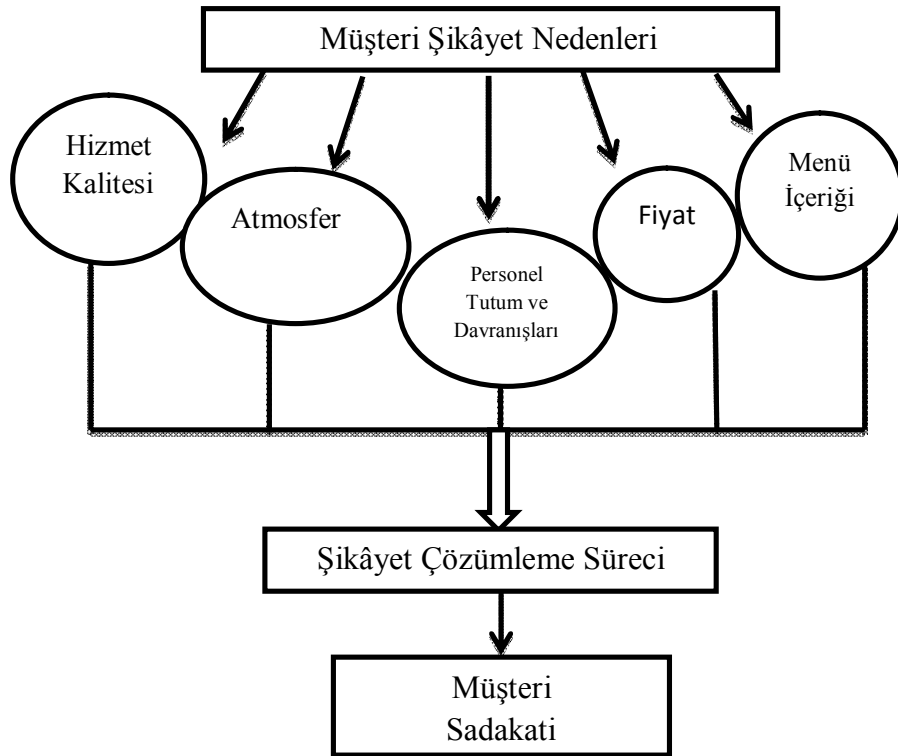 Müşteri Şikâyet Nedenleri
Hizmet
Kalitesi
Atmosfer
Personel
Tutum ve
Davranışları
Fiyat
Menü
İçeriği
Şikâyet Çözümleme Süreci
Müşteri
Sadakati